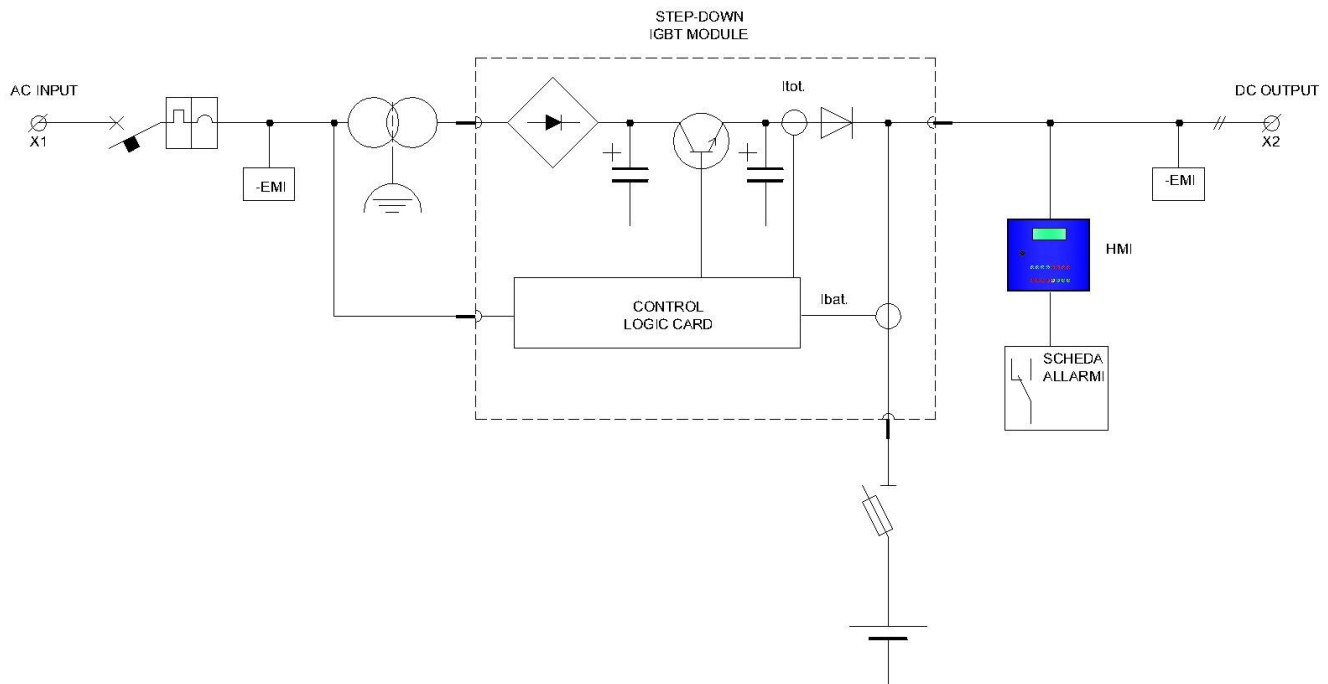 STEP-DOWN
IGBT MODULE
AC INPUT
Itot.
DC OUTPUT
X1
X2
-EMI
-EMI
HMI
Ibat.
CONTROL
LOGIC CARD
SCHEDA
ALLARMI